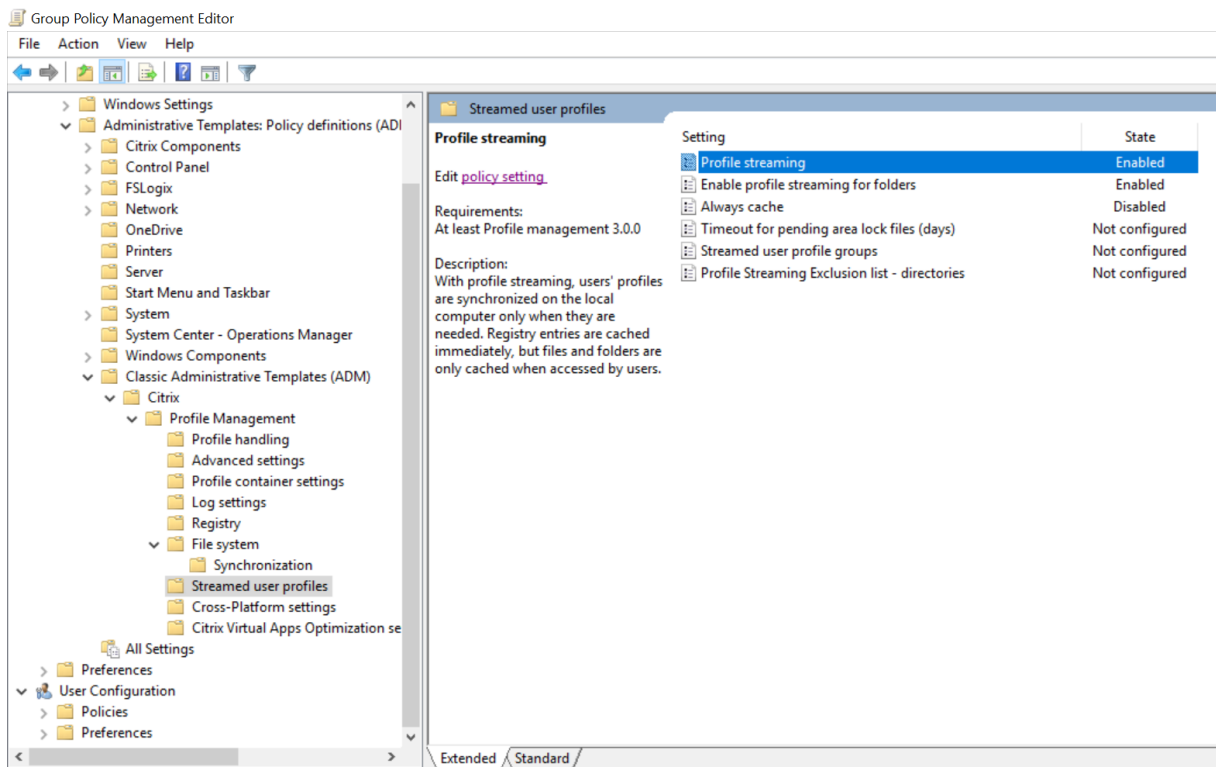 Group Policy Management Editor
File Action View Help
Windows Settings
Administrative Templates: Policy definitions (ADI
Citrix Components
Control Panel
FSLogix
Network
OneDrive
Printers
Server
Start Menu and Taskbar
System
System Center - Operations Manager
Windows Components
Classic Administrative Templates (ADM)
Citrix
Profile Management
Profile handling
Advanced settings
Profile container settings
Log settings
Registry
File system
Synchronization
Streamed user profiles
Cross-Platform settings
Citrix Virtual Apps Optimization se
All Settings
Preferences
User Configuration
Policies
Preferences
Streamed user profiles
Profile streaming
Edit policy setting
Requirements:
At least Profile management 3.0.0
Description:
With profile streaming, users' profiles
are synchronized on the local
computer only when they are
needed. Registry entries are cached
immediately, but files and folders are
only cached when accessed by users.
Setting State
Profile streaming Enabled
Enable profile streaming for folders Enabled
Always cache Disabled
Timeout for pending area lock files (days) Not configured
Streamed user profile groups Not configured
Profile Streaming Exclusion list - directories Not configured
Extended Standard